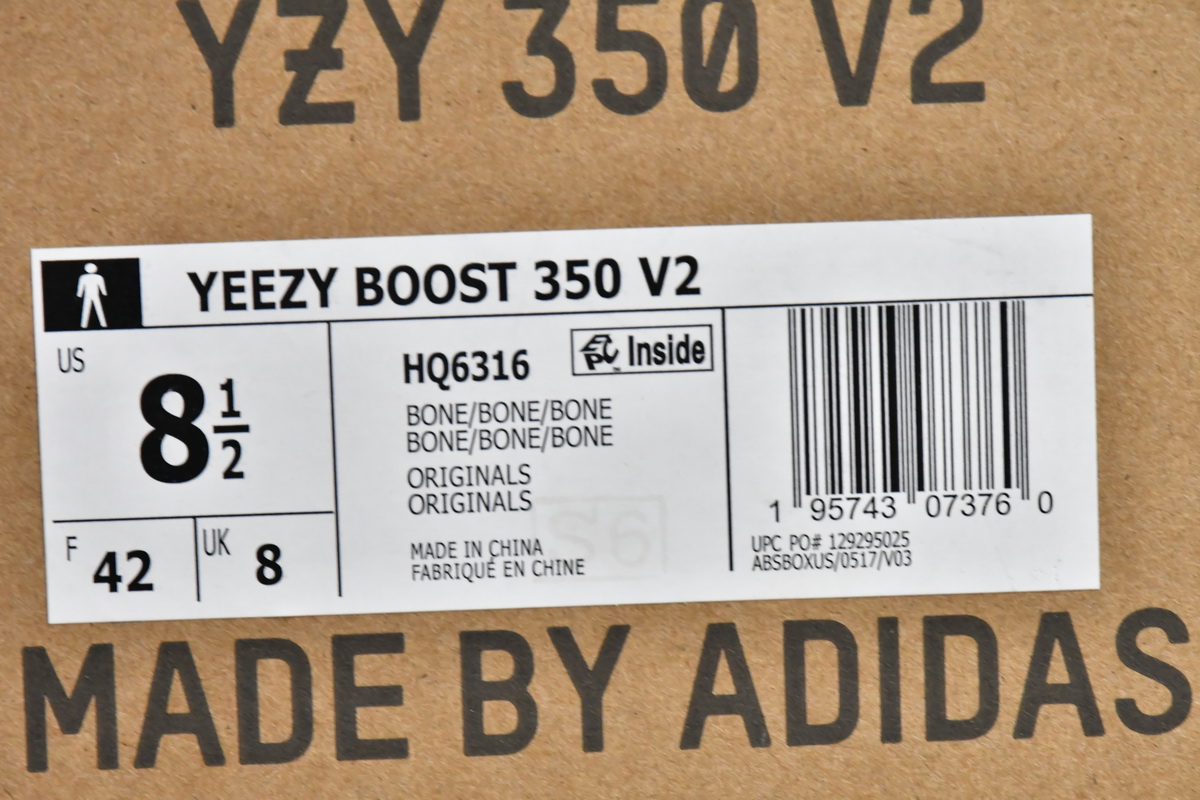 YZY 350 V2
YEEZY BOOST 350 V2
US
8 1/2
F 42
UK 8
HQ6316
epc™ Inside
BONE/BONE/BONE
BONE/BONE/BONE
ORIGINALS
ORIGINALS
S6
MADE IN CHINA
FABRIQUÉ EN CHINE
1 95743 07376 0
UPC PO# 129295025
ABSBOXUS/0517/V03
MADE BY ADIDAS